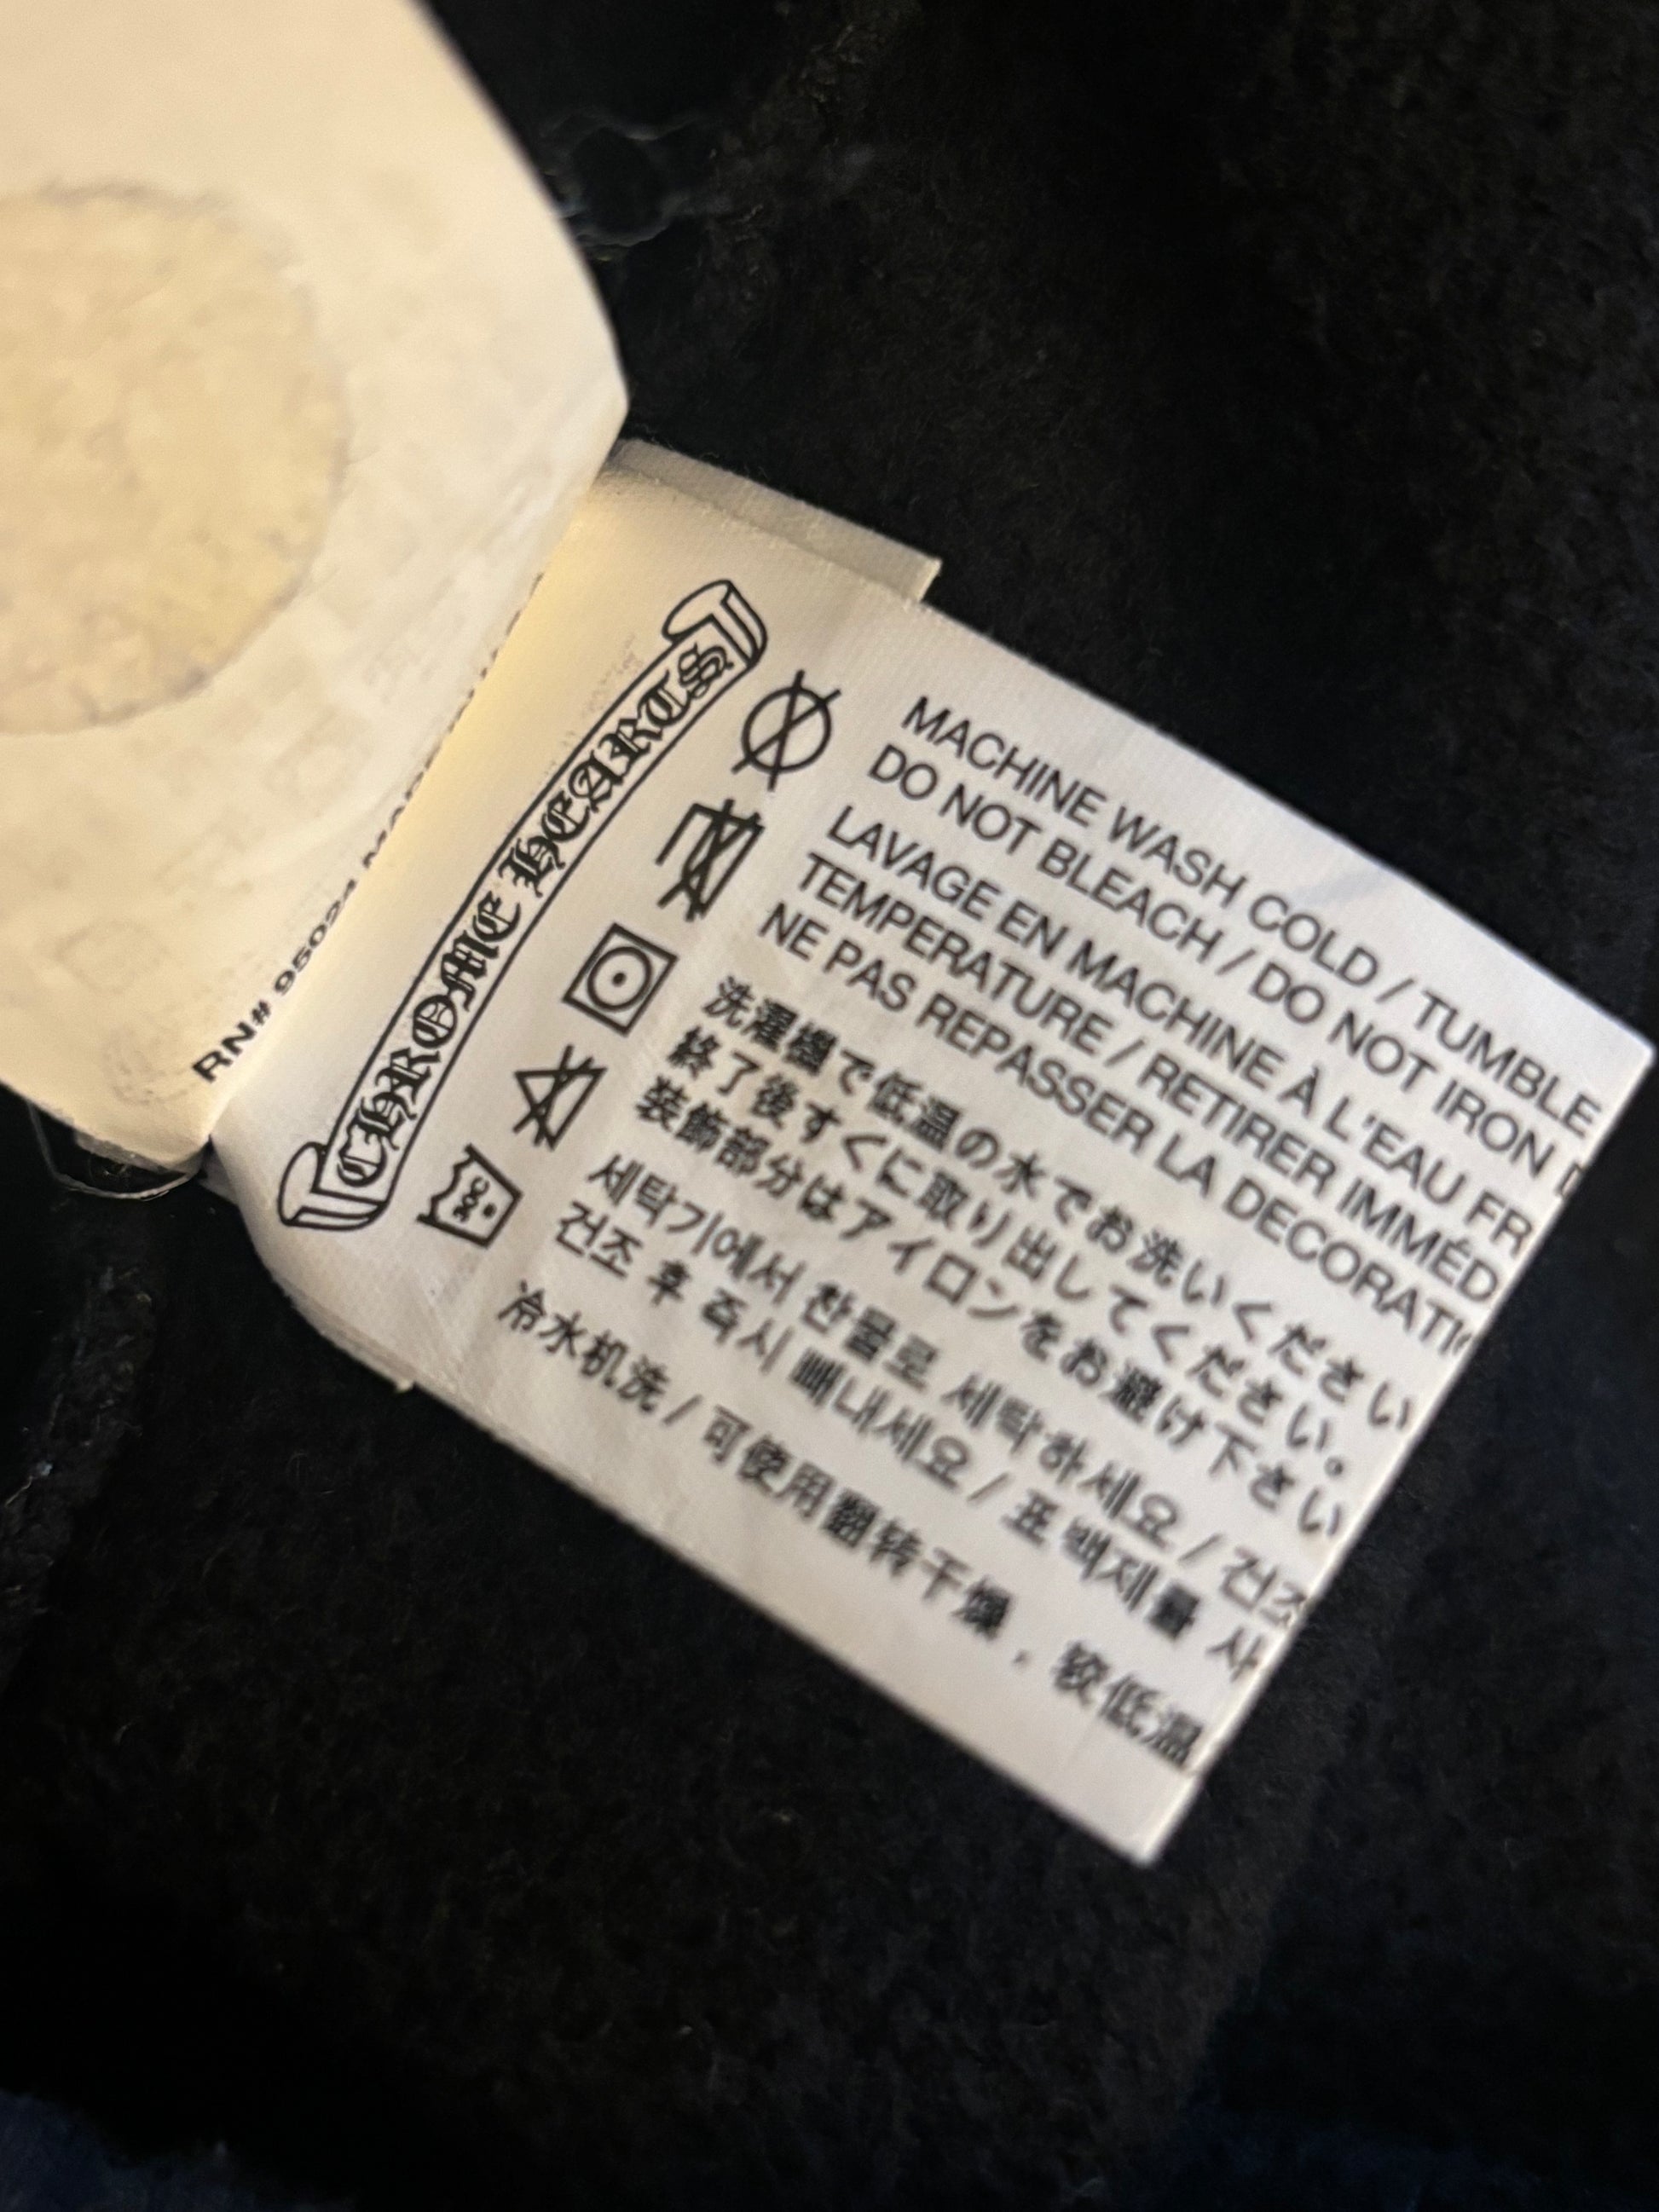 CHROME HEARTS
MACHINE WASH COLD / TUMBLE
DO NOT BLEACH / DO NOT IRON
LAVAGE EN MACHINE À L'EAU FR
TEMPERATURE / RETIRER IMMÉD
NE PAS REPASSER LA DECORATI
洗濯機で低温の水でお洗いください
終了後すぐに取り出してください。
装飾部分はアイロンをお避け下さい
세탁기에서 찬물로 세탁하세요 / 건조
건조 후 즉시 빼내세요 / 표백제를 사
冷水机洗 / 可使用翻转干燥，较低温
30C
RN# 95024